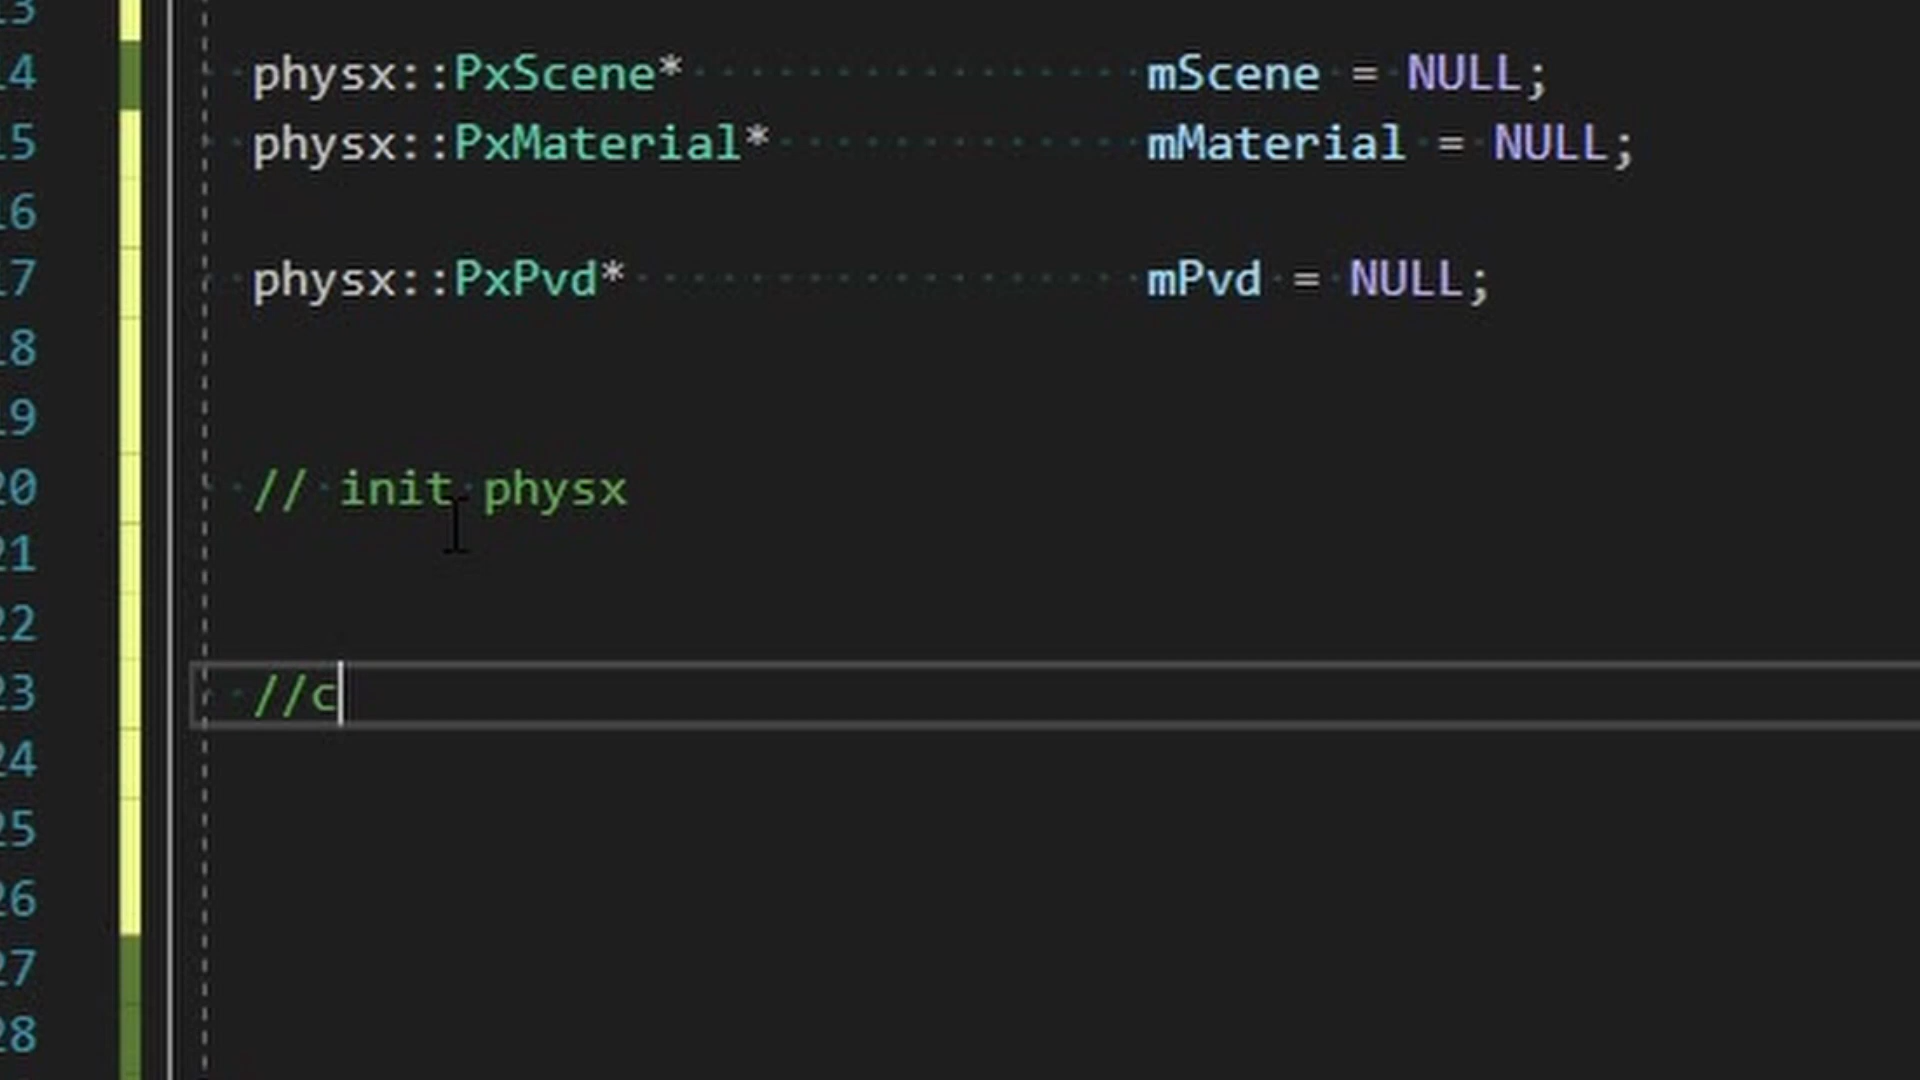 13
14 physx::PxScene* mScene = NULL;
15 physx::PxMaterial* mMaterial = NULL;
16
17 physx::PxPvd* mPvd = NULL;
18
19
20 // init physx
21
22
23 //c
24
25
26
27
28